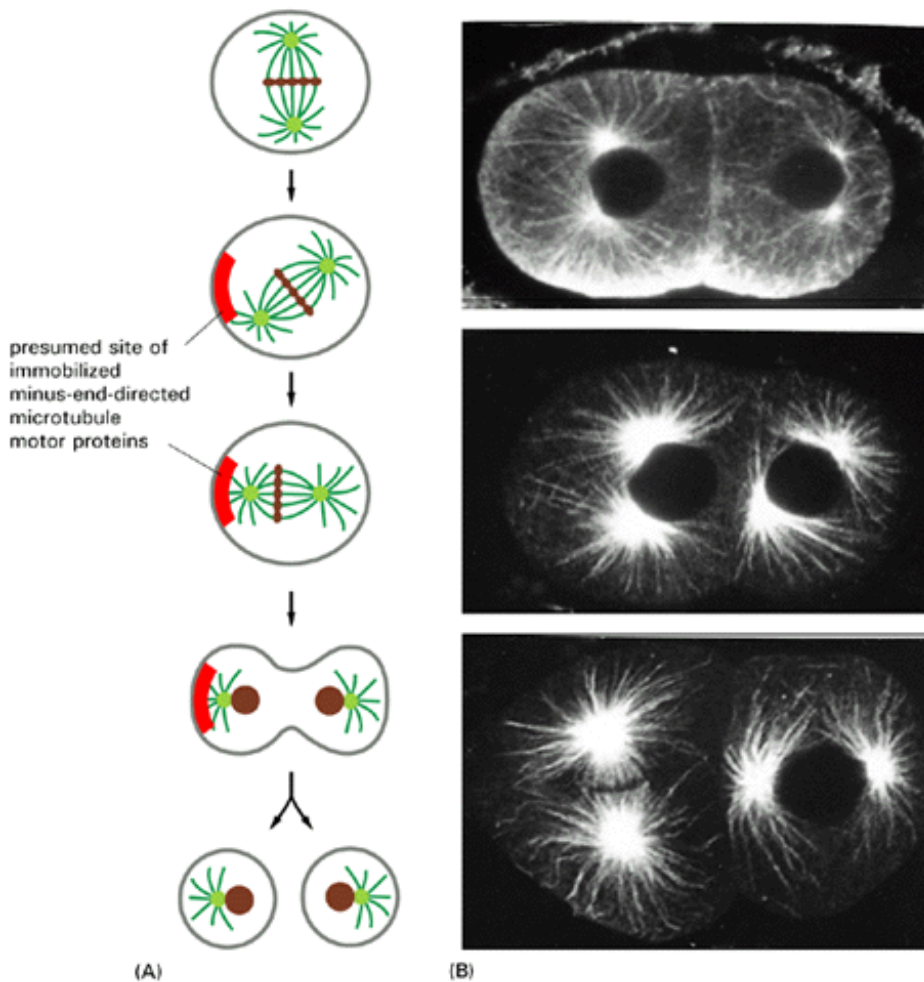 presumed site of
immobilized
minus-end-directed
microtubule
motor proteins
(A)
(B)